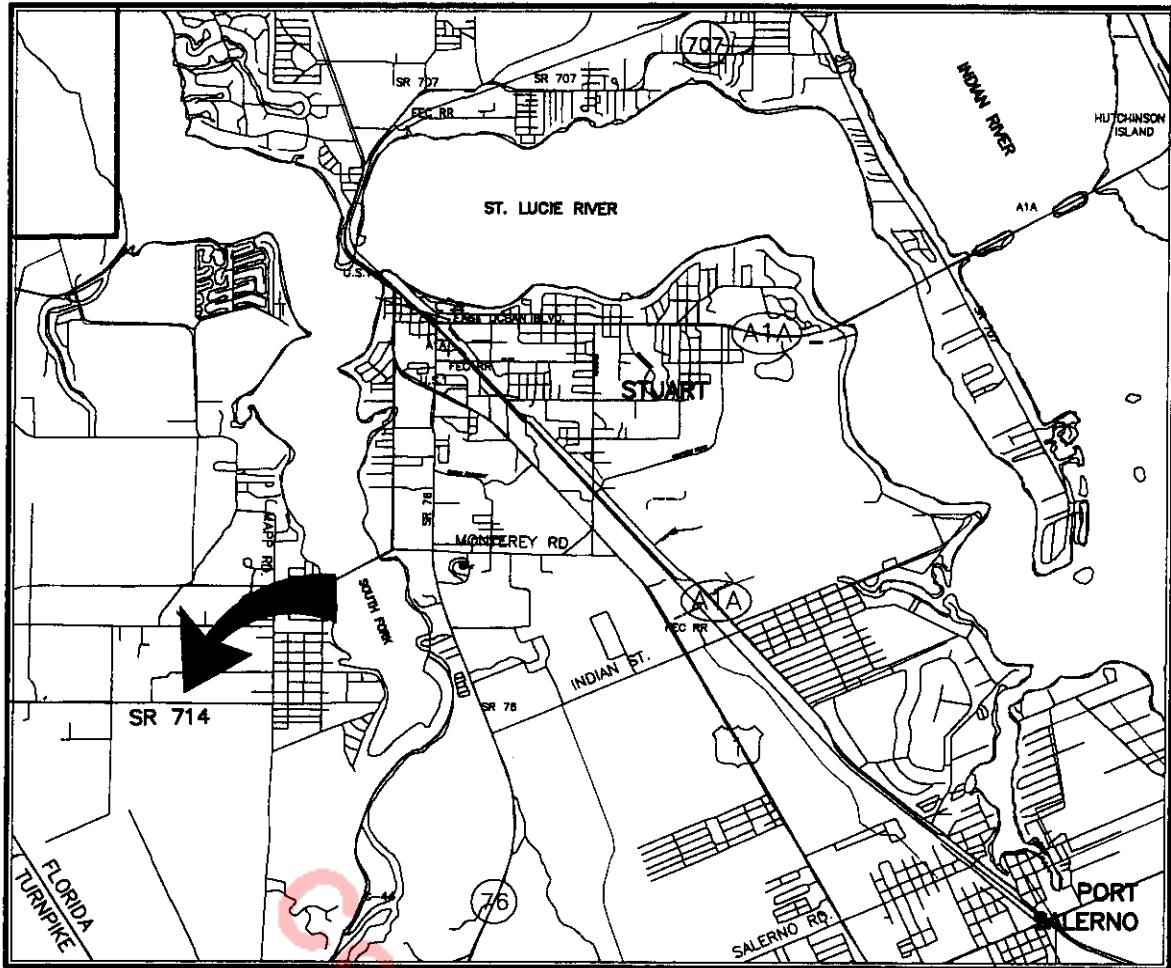 707
SR 707
SR 707
FEC RR
INDIAN RIVER
HUTCHINSON
ISLAND
ST. LUCIE RIVER
A1A
U.S.1
EAST OCEAN BLVD.
A1A
A1A
FEC RR
U.S.1
STUART
SR 76
MAPP RD.
MONTEREY RD
SOUTH FORK
A1A
FEC RR
INDIAN ST.
SR 76
SR 714
1
FLORIDA
TURNPIKE
76
SALERNO RD.
PORT
SALERNO